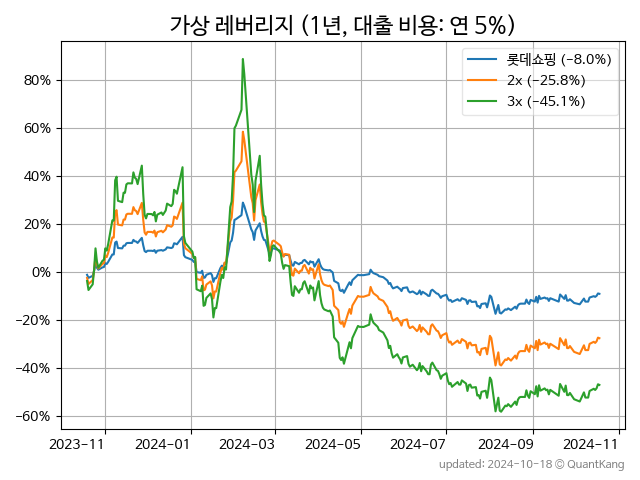 가상 레버리지 (1년, 대출 비용: 연 5%)
롯데쇼핑 (-8.0%)
2x (-25.8%)
3x (-45.1%)
80%
60%
40%
20%
0%
-20%
-40%
-60%
2023-11 2024-01 2024-03 2024-05 2024-07 2024-09 2024-11
updated: 2024-10-18 © QuantKang